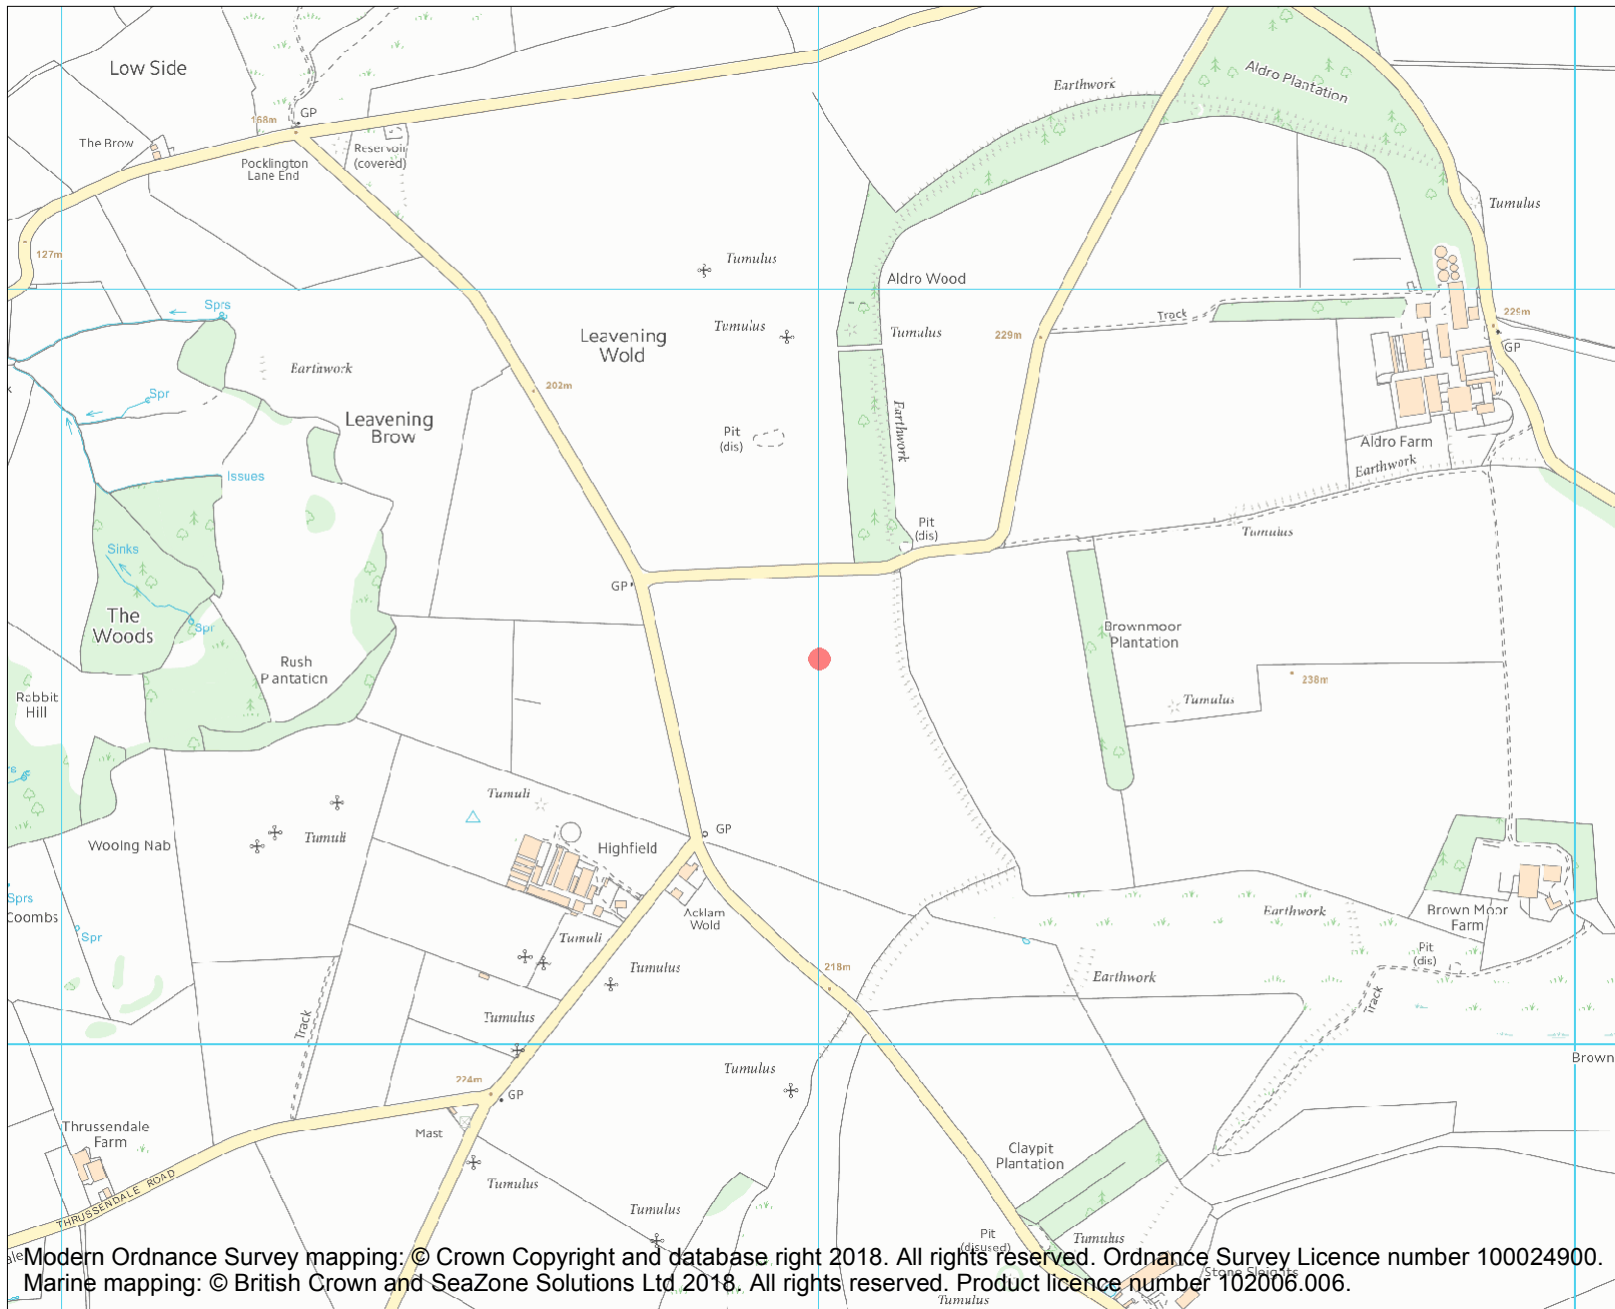 Low Side
Earthwork
Aldro Plantation
168m
GP
The Brow
Reservoir
(covered)
Pocklington
Lane End
Tumulus
127m
Tumulus
Aldro Wood
Sprs
Tumulus
Leavening
Wold
Tumulus
Track
229m
229m
GP
Earthwork
202m
Spr
Leavening
Brow
Pit
(dis)
Earthwork
Aldro Farm
Earthwork
Issues
Pit
(dis)
Tumulus
Sinks
GP
The
Woods
Spr
Brownmoor
Plantation
Rush
Plantation
238m
Rabbit
Hill
Tumulus
Tumuli
GP
Tumuli
Wooing Nab
Highfield
Sprs
Coombs
Acklam
Wold
Earthwork
Brown Moor
Farm
Spr
Tumuli
Pit
(dis)
Tumulus
218m
Earthwork
Track
Tumulus
Track
Brown
Tumulus
224m
GP
Mast
Thrussendale
Farm
Claypit
Plantation
THRUSSENDALE ROAD
Tumulus
Tumulus
Pit
(disused)
Tumulus
Modern Ordnance Survey mapping: © Crown Copyright and database right 2018. All rights reserved. Ordnance Survey Licence number 100024900.
Stone Sleights
Marine mapping: © British Crown and SeaZone Solutions Ltd 2018. All rights reserved. Product licence number 102006.006.
Tumulus